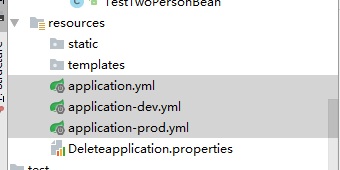 TestTwoPersonBean
resources
static
templates
application.yml
application-dev.yml
application-prod.yml
Deleteapplication.properties
test